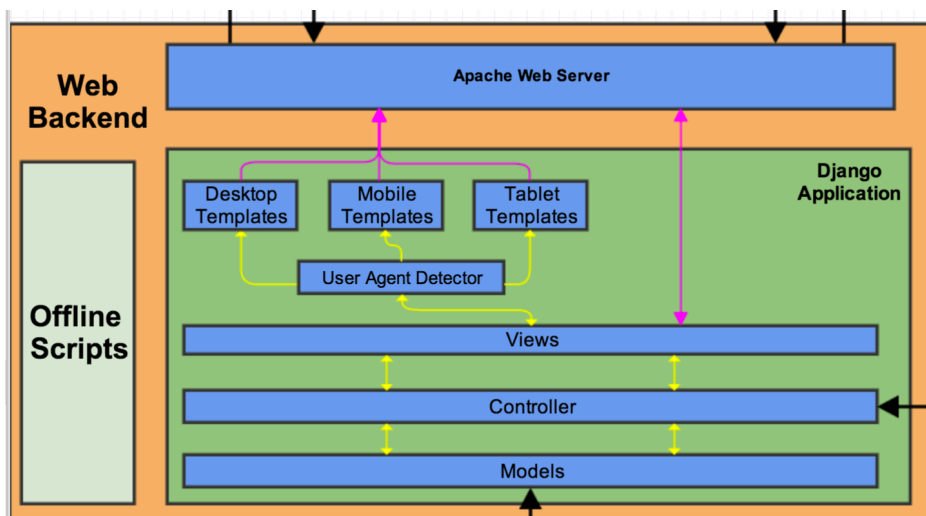 Apache Web Server
Web
Backend
Django
Application
Desktop
Templates
Mobile
Templates
Tablet
Templates
User Agent Detector
Offline
Scripts
Views
Controller
Models